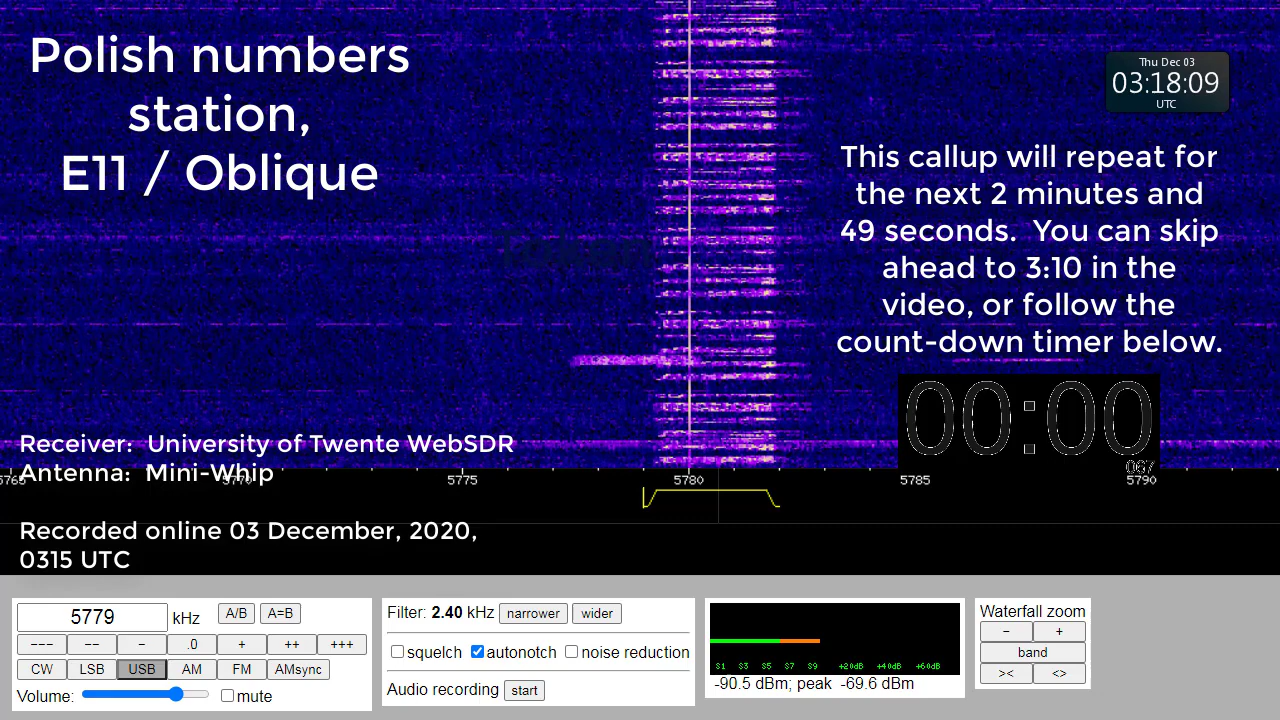 Polish numbers
station,
E11 / Oblique
Thu Dec 03
03:13:09
UTC
This callup will repeat for
the next 2 minutes and
49 seconds. You can skip
ahead to 3:10 in the
video, or follow the
count-down timer below.
00:00
067
Receiver: University of Twente WebSDR
Antenna: Mini-Whip
5765 5770 5775 5780 5785 5790
Recorded online 03 December, 2020,
0315 UTC
5779 kHz A/B A=B
--- -- - .0 + ++ +++
CW LSB USB AM FM AMsync
Volume: mute
Filter: 2.40 kHz narrower wider
squelch autonotch noise reduction
Audio recording start
S1 S3 S5 S7 S9 +20dB +40dB +60dB
-90.5 dBm; peak -69.6 dBm
Waterfall zoom
- +
band
>< <>